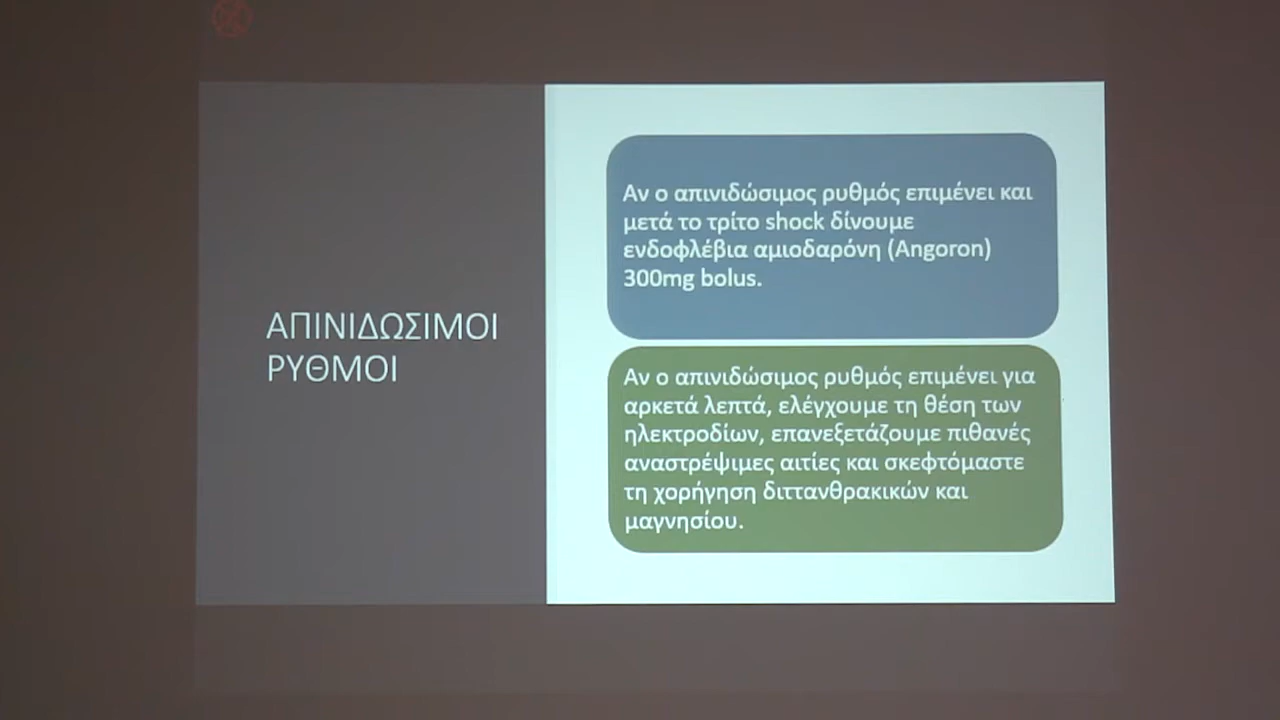 ΑΠΙΝΙΔΩΣΙΜΟΙ
ΡΥΘΜΟΙ
Αν ο απινιδώσιμος ρυθμός επιμένει και
μετά το τρίτο shock δίνουμε
ενδοφλέβια αμιοδαρόνη (Angoron)
300mg bolus.
Αν ο απινιδώσιμος ρυθμός επιμένει για
αρκετά λεπτά, ελέγχουμε τη θέση των
ηλεκτροδίων, επανεξετάζουμε πιθανές
αναστρέψιμες αιτίες και σκεφτόμαστε
τη χορήγηση διττανθρακικών και
μαγνησίου.